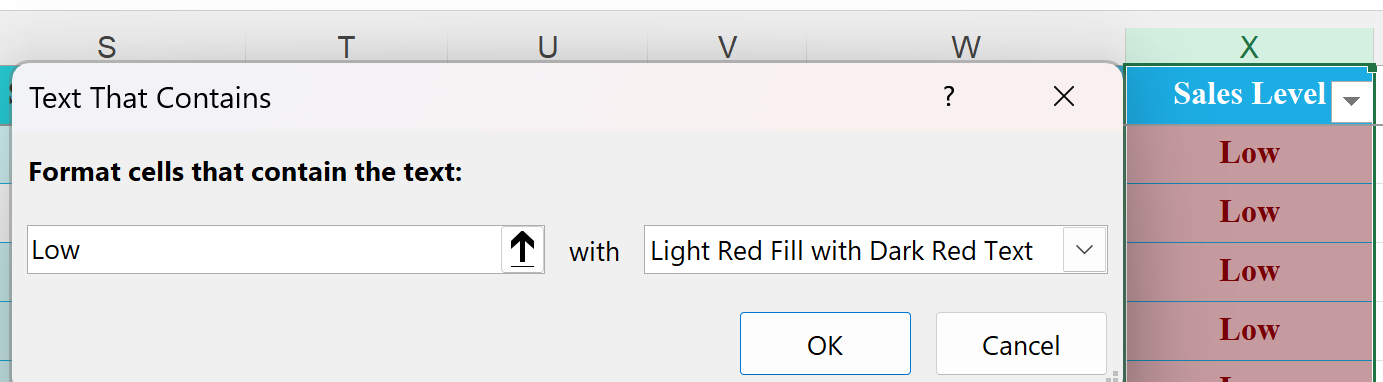 S T U V W X
Text That Contains ?
Sales Level
Format cells that contain the text:
Low
Low
Low with Light Red Fill with Dark Red Text
Low
OK Cancel
Low